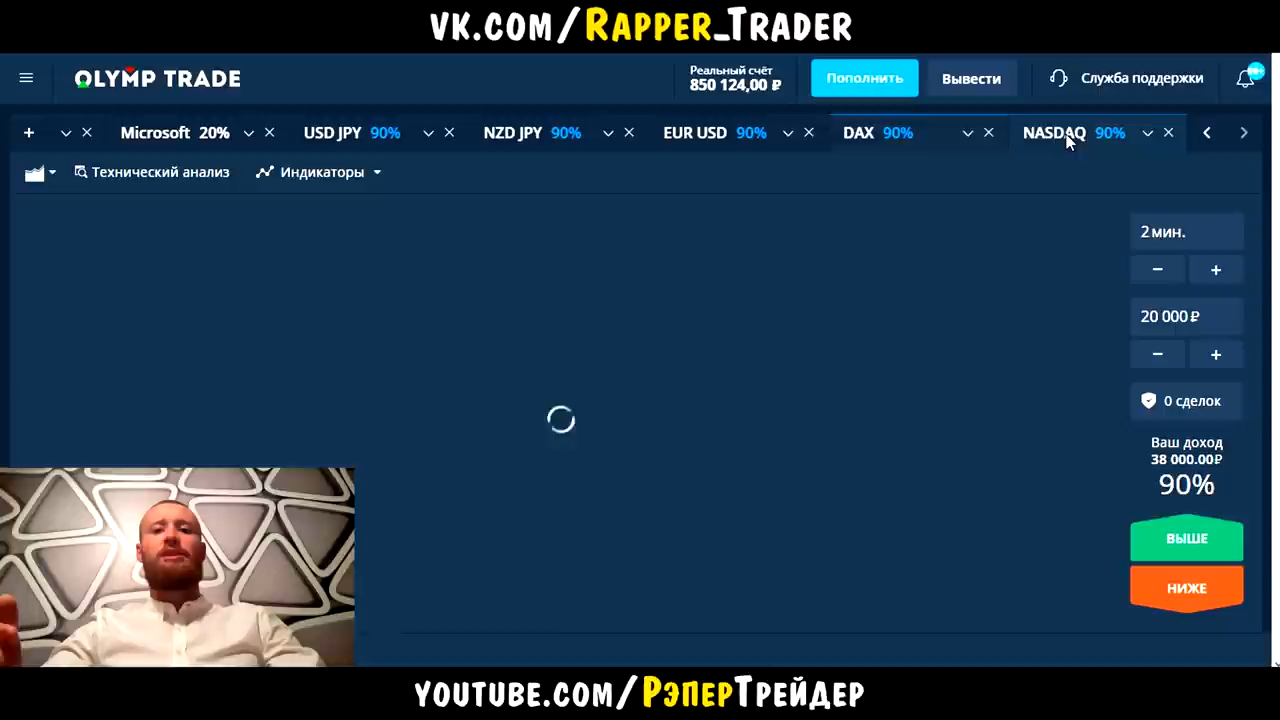 vk.com/Rapper_Trader
OLYMP TRADE
Реальный счёт
850 124,00 ₽
Пополнить
Вывести
Служба поддержки
99+
+ Microsoft 20% USD JPY 90% NZD JPY 90% EUR USD 90% DAX 90% NASDAQ 90%
Технический анализ Индикаторы
2 мин.
− +
20 000 ₽
− +
0 сделок
Ваш доход
38 000.00₽
90%
ВЫШЕ
НИЖЕ
youtube.com/РэперТрейдер